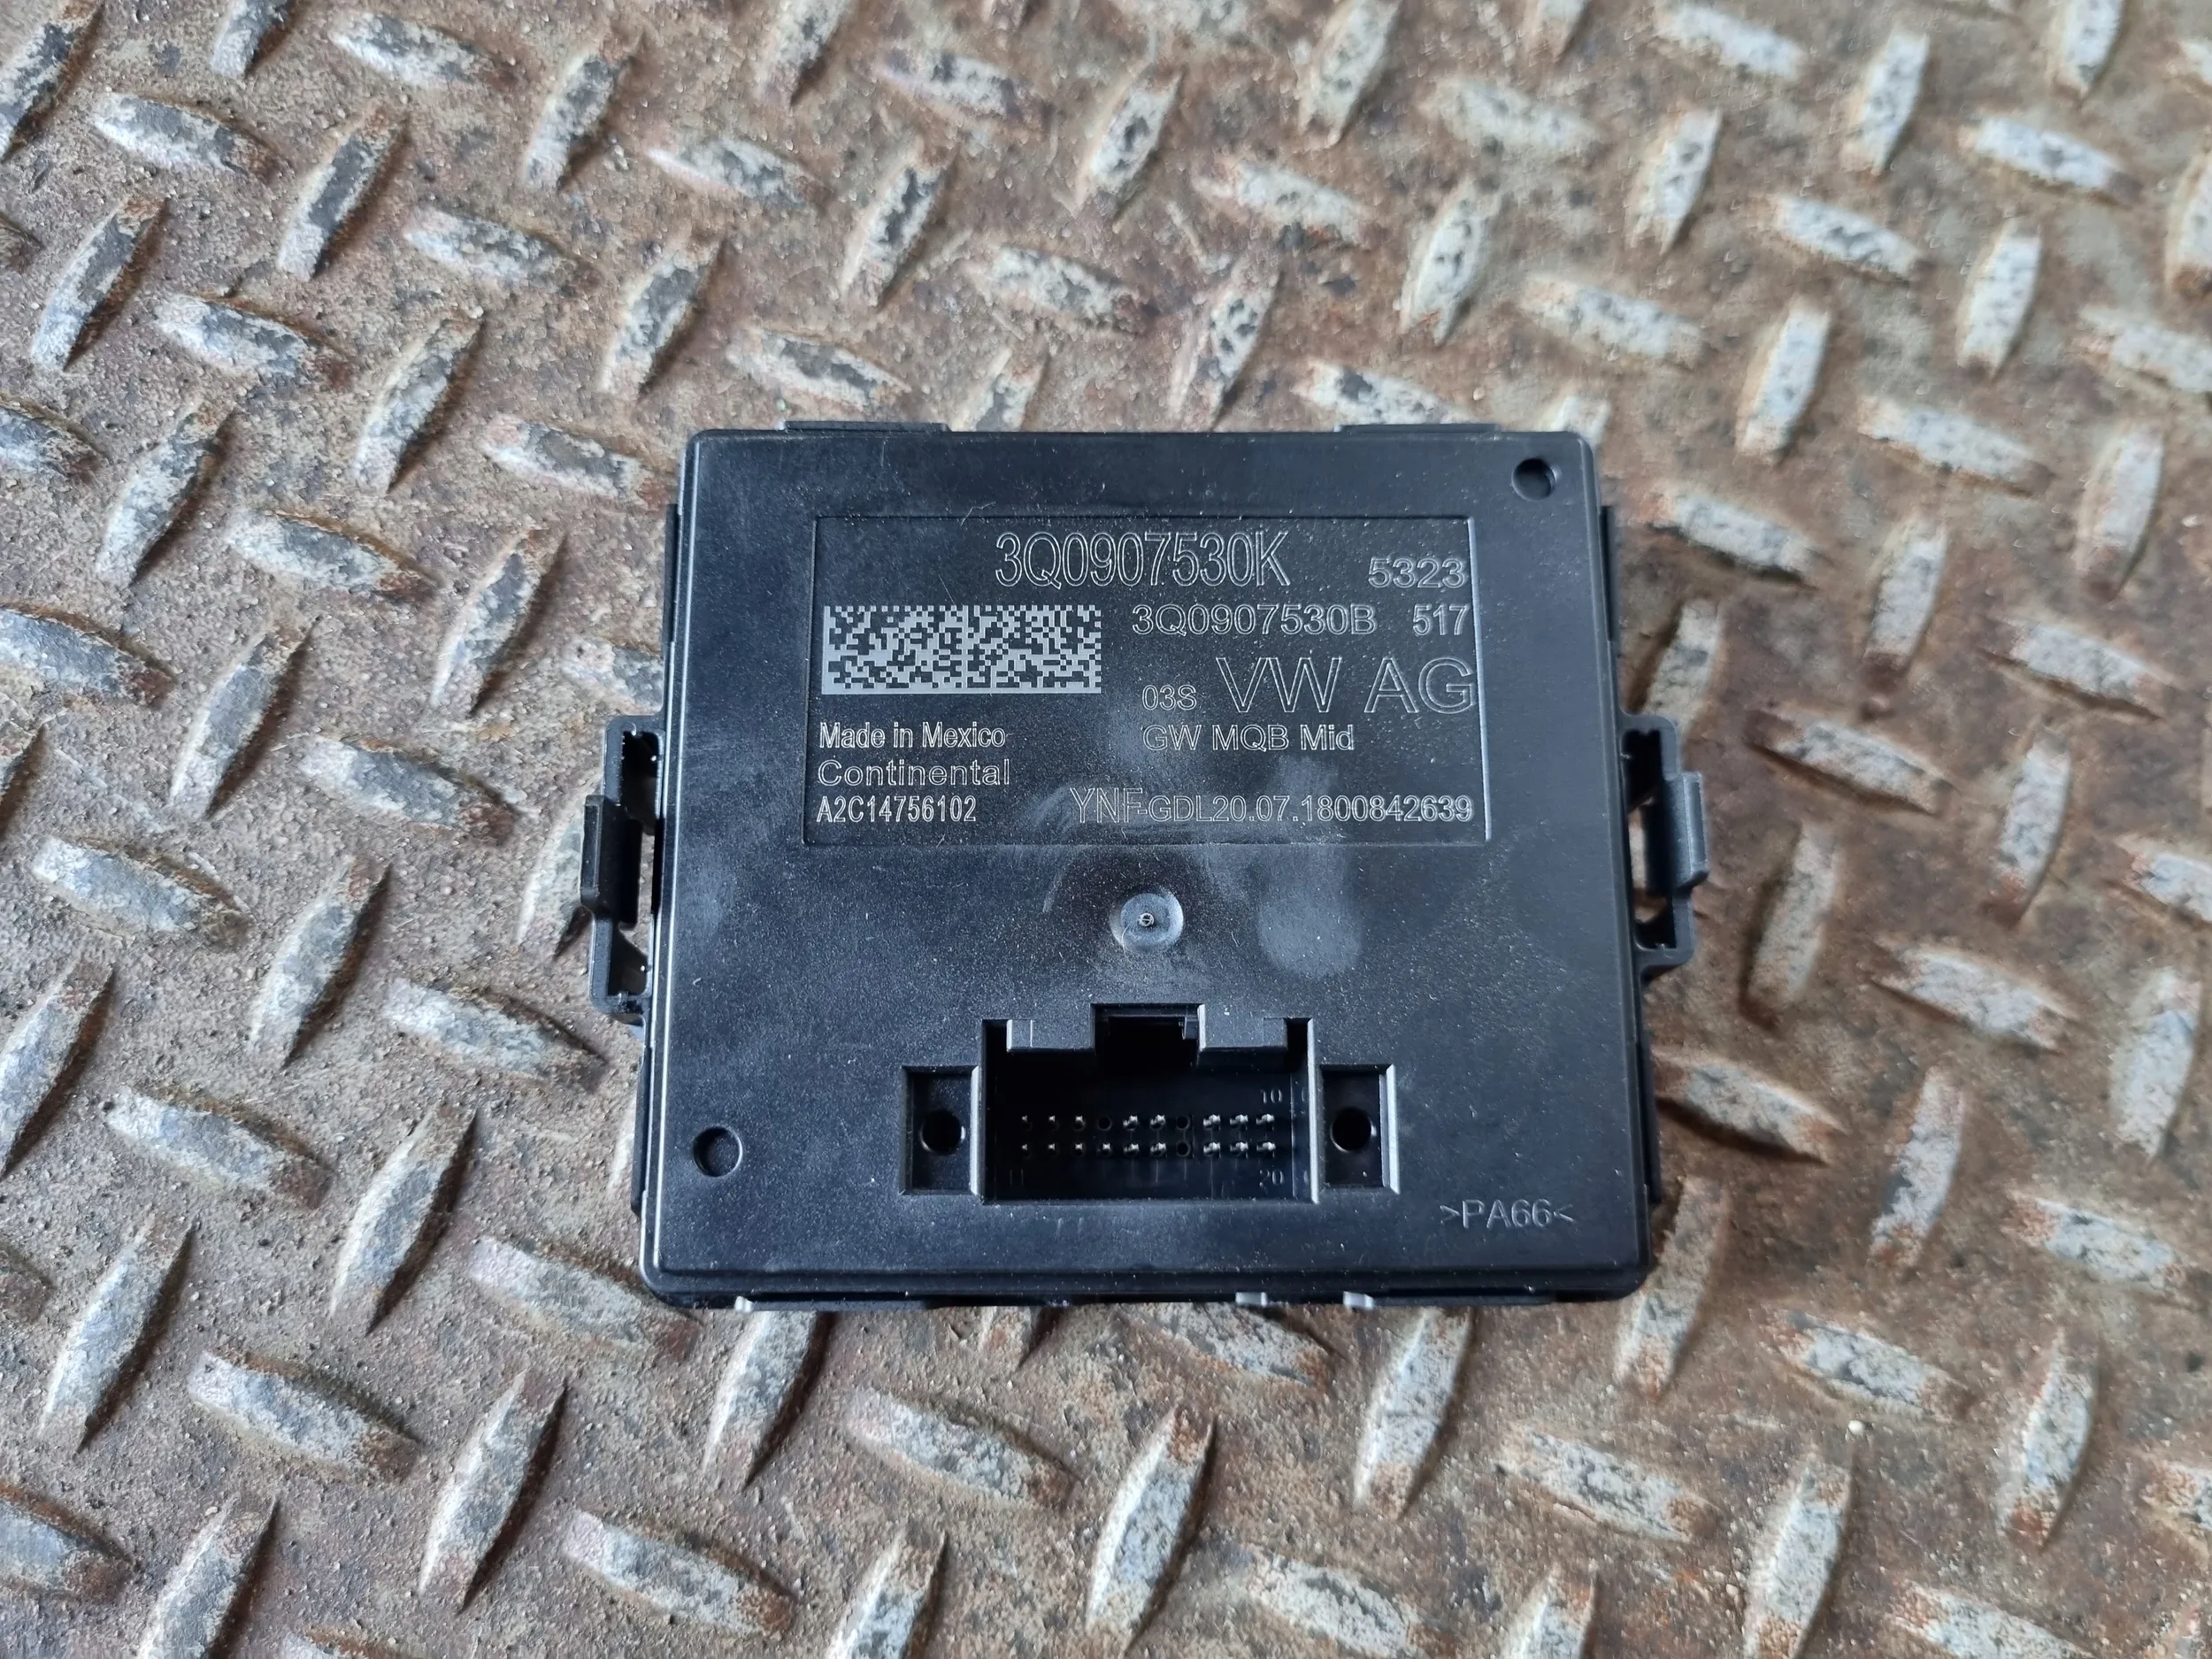 3Q0907530K 5323
3Q0907530B 517
03S VW AG
Made in Mexico GW MQB Mid
Continental
A2C14756102 YNF-GDL20.07.1800842639
10
11 20
>PA66<